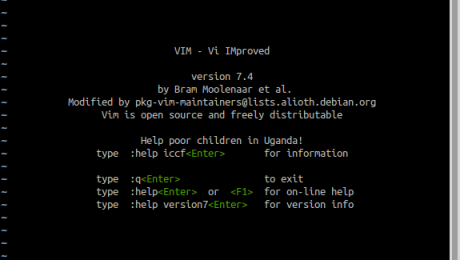 ~
~
~
~ VIM - Vi IMproved
~
~ version 7.4
~ by Bram Moolenaar et al.
~ Modified by pkg-vim-maintainers@lists.alioth.debian.org
~ Vim is open source and freely distributable
~
~ Help poor children in Uganda!
~ type :help iccf<Enter> for information
~
~ type :q<Enter> to exit
~ type :help<Enter> or <F1> for on-line help
~ type :help version7<Enter> for version info
~
~
~
~